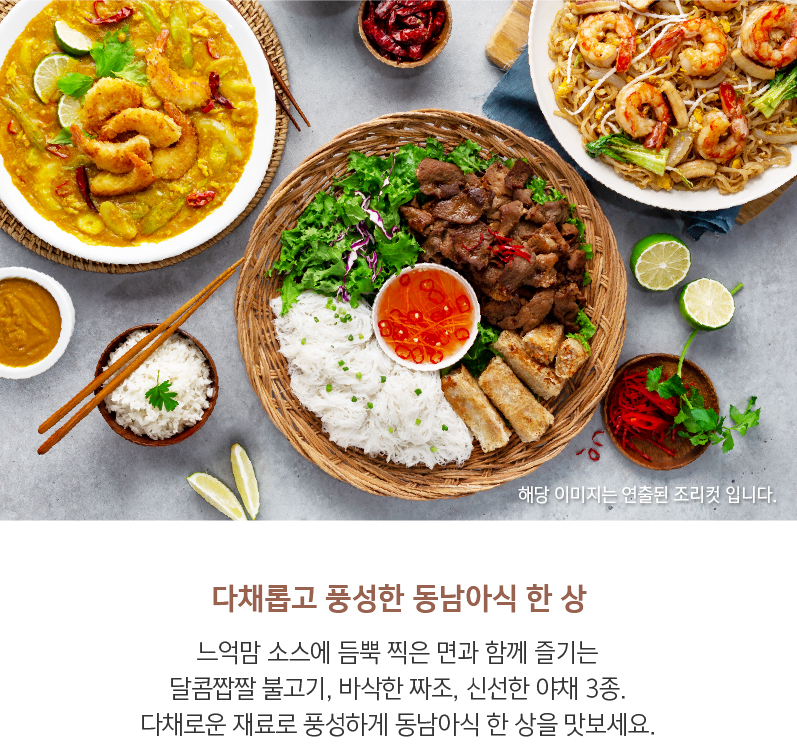 해당 이미지는 연출된 조리컷 입니다.
다채롭고 풍성한 동남아식 한 상
느억맘 소스에 듬뿍 찍은 면과 함께 즐기는
달콤짭짤 불고기, 바삭한 짜조, 신선한 야채 3종.
다채로운 재료로 풍성하게 동남아식 한 상을 맛보세요.